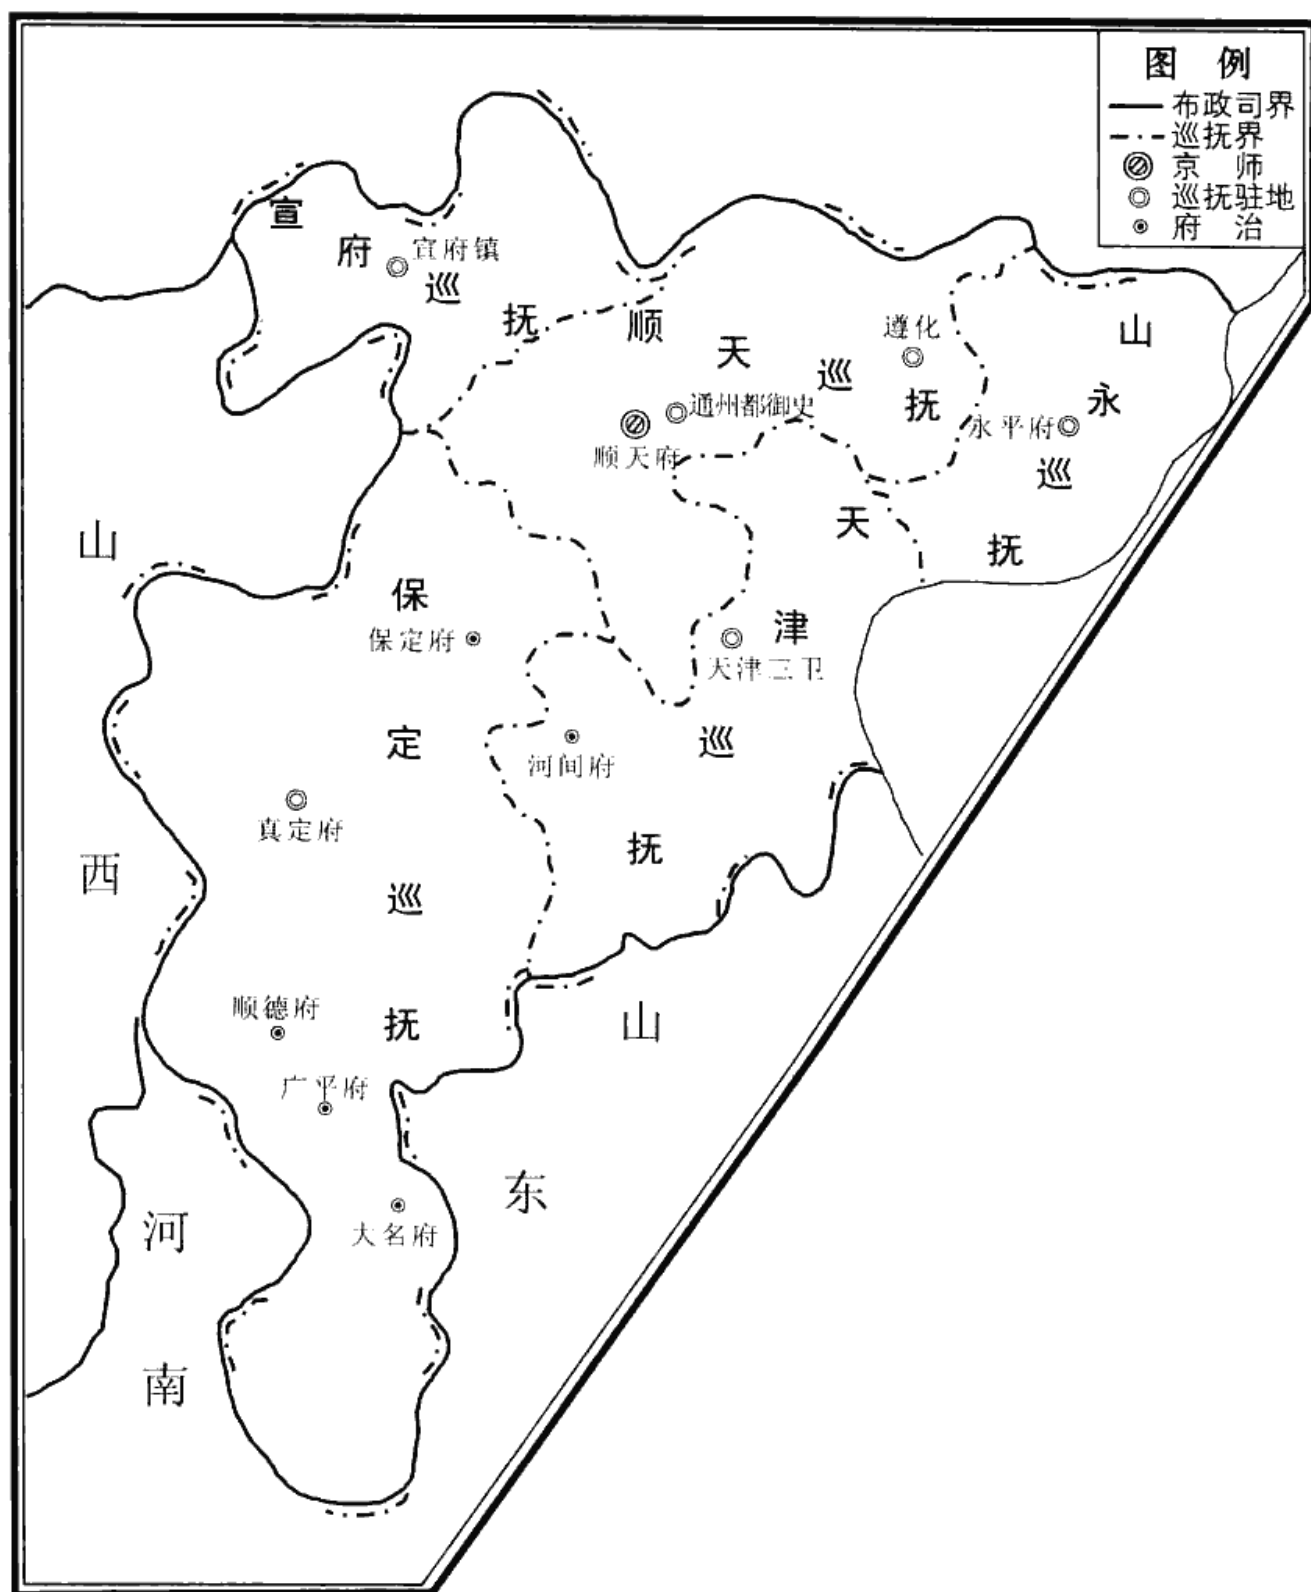 图 例
布政司界
巡抚界
京 师
巡抚驻地
府 治
宣府巡抚
宣府镇
顺天巡抚
遵化
通州都御史
顺天府
山永巡抚
永平府
天津巡抚
天津三卫
河间府
保定巡抚
保定府
真定府
顺德府
广平府
大名府
山西
山东
河南